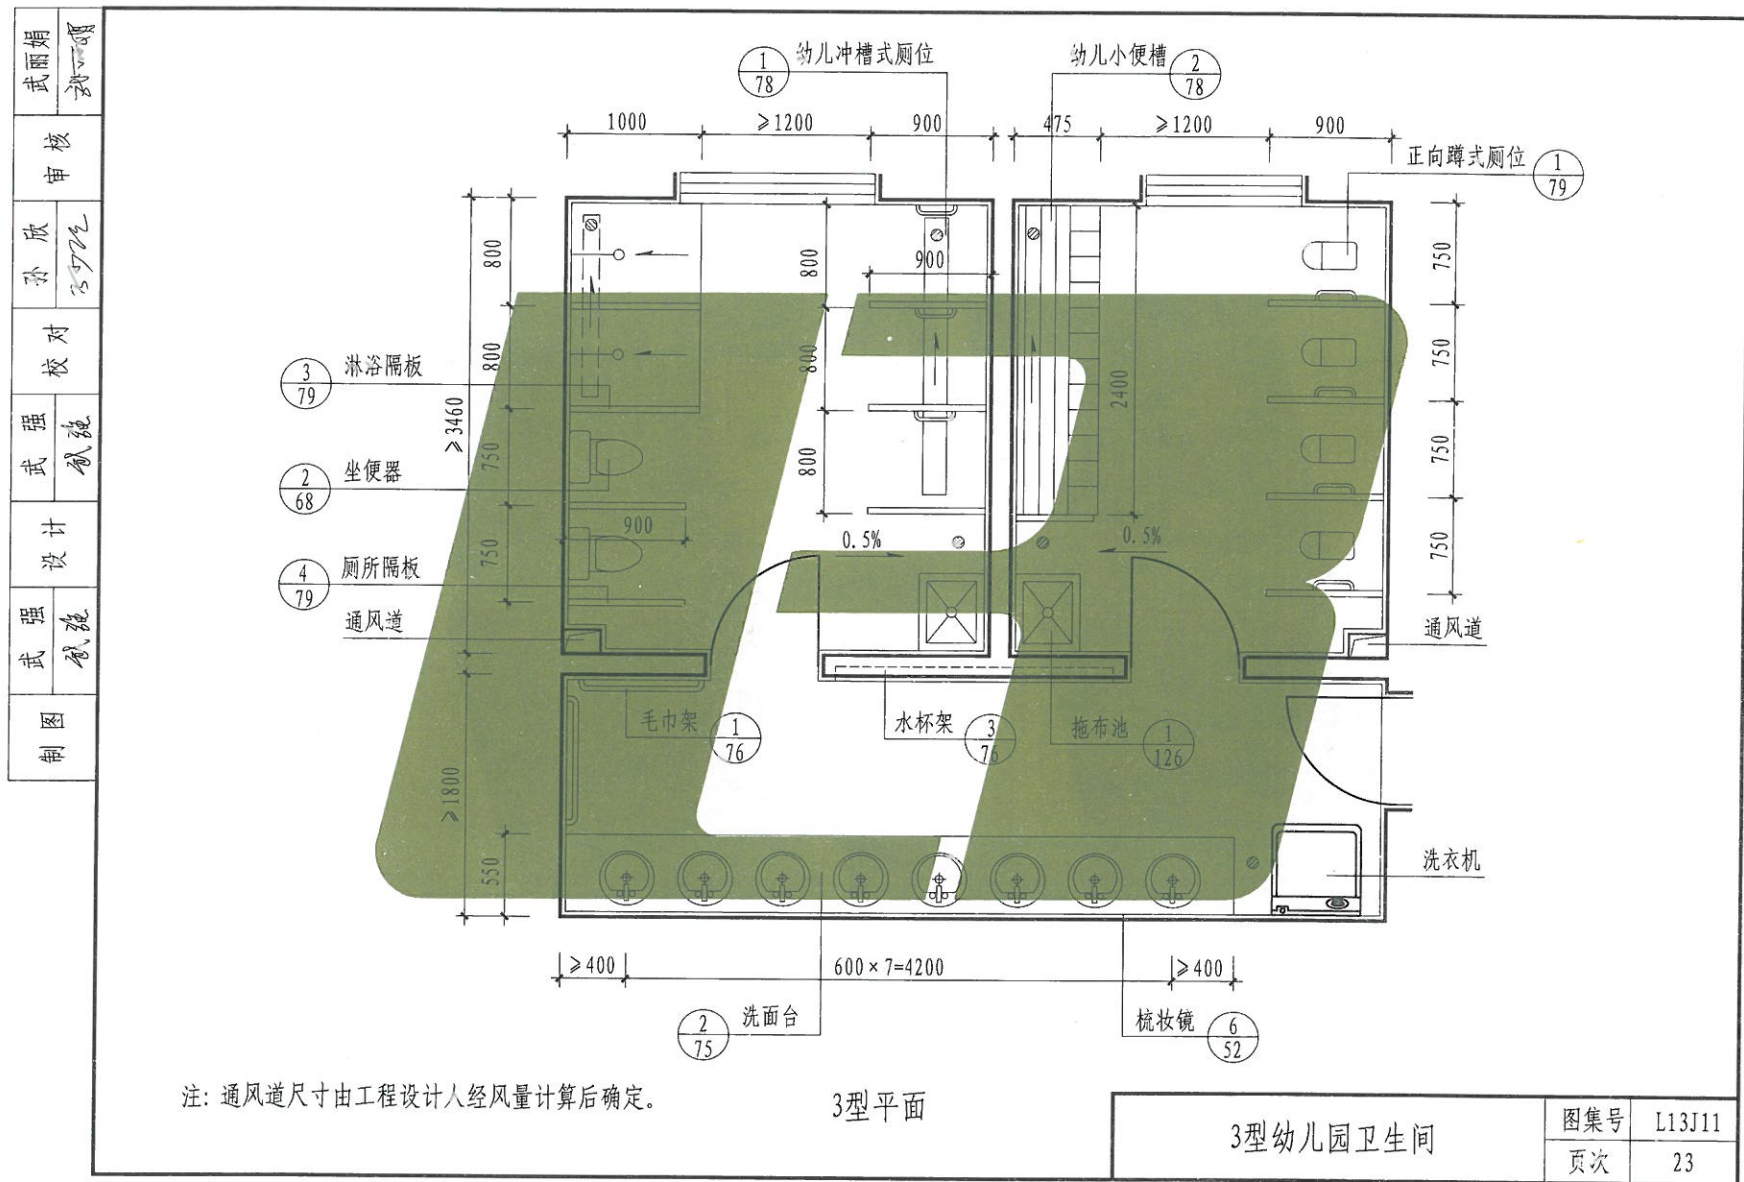 武丽娟
审核
孙欣
校对
武强
设计
武强
制图
1
78
幼儿冲槽式厕位
幼儿小便槽
2
78
1000
≥1200
900
475
≥1200
900
正向蹲式厕位
1
79
800
800
750
750
≥3460
800
800
800
900
2400
750
750
750
750
3
79
淋浴隔板
2
68
坐便器
900
0.5%
0.5%
4
79
厕所隔板
通风道
通风道
毛巾架
1
76
水杯架
3
76
拖布池
1
126
≥1800
550
洗衣机
≥400
600×7=4200
≥400
2
75
洗面台
梳妆镜
6
52
注: 通风道尺寸由工程设计人经风量计算后确定。
3型平面
3型幼儿园卫生间
图集号
L13J11
页次
23